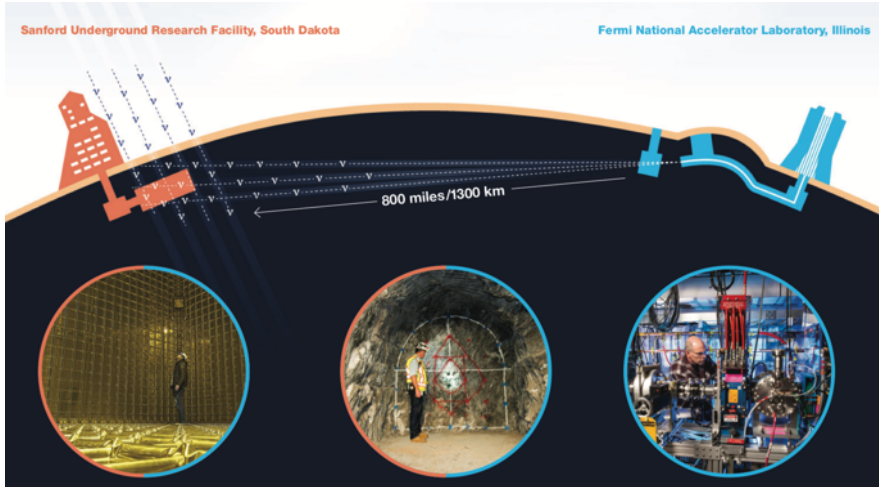 Sanford Underground Research Facility, South Dakota
Fermi National Accelerator Laboratory, Illinois
ν ν ν ν
ν ν ν ν ν
ν ν ν ν
ν ν ν ν ν
ν ν
800 miles/1300 km